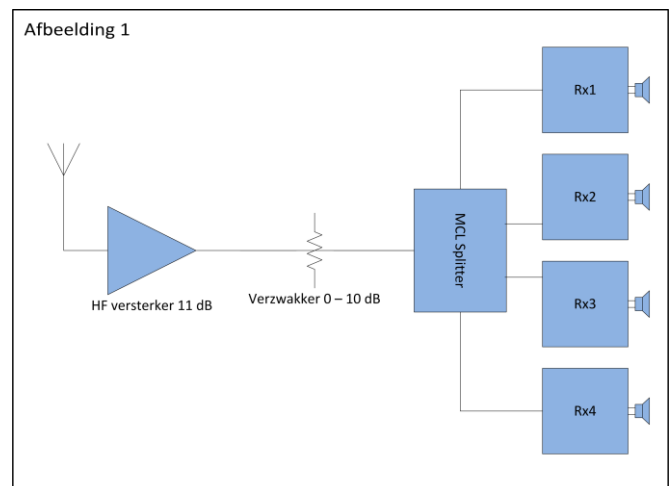 Afbeelding 1
HF versterker 11 dB
Verzwakker 0 – 10 dB
MCL Splitter
Rx1
Rx2
Rx3
Rx4